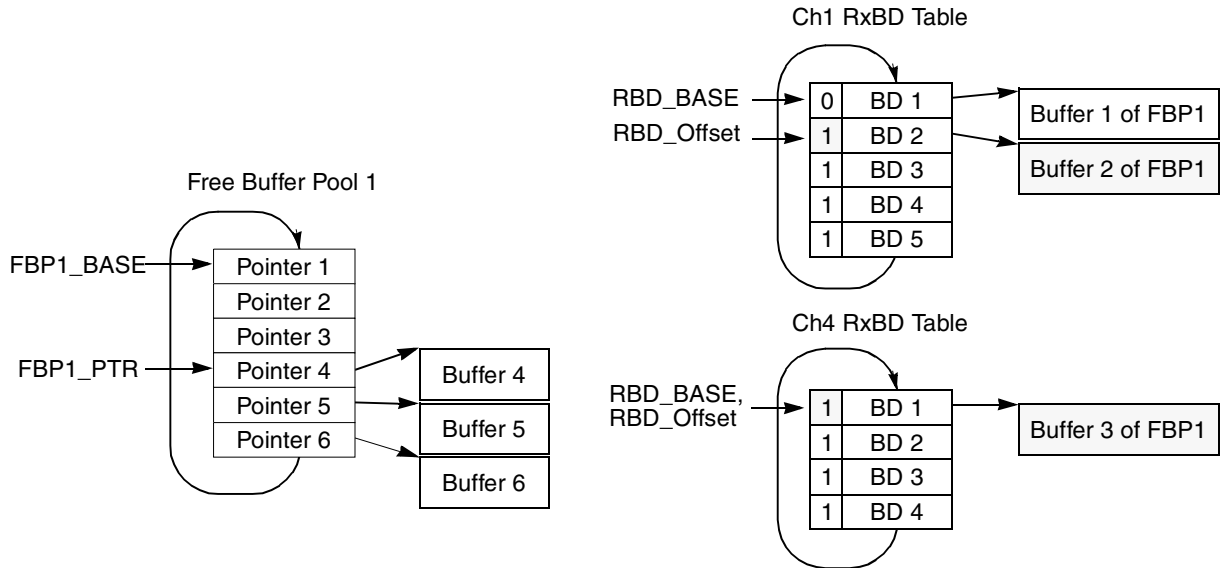 Free Buffer Pool 1
FBP1_BASE
Pointer 1
Pointer 2
Pointer 3
FBP1_PTR
Pointer 4
Pointer 5
Pointer 6
Buffer 4
Buffer 5
Buffer 6
Ch1 RxBD Table
RBD_BASE
0 BD 1
RBD_Offset
1 BD 2
1 BD 3
1 BD 4
1 BD 5
Buffer 1 of FBP1
Buffer 2 of FBP1
Ch4 RxBD Table
RBD_BASE,
RBD_Offset
1 BD 1
1 BD 2
1 BD 3
1 BD 4
Buffer 3 of FBP1